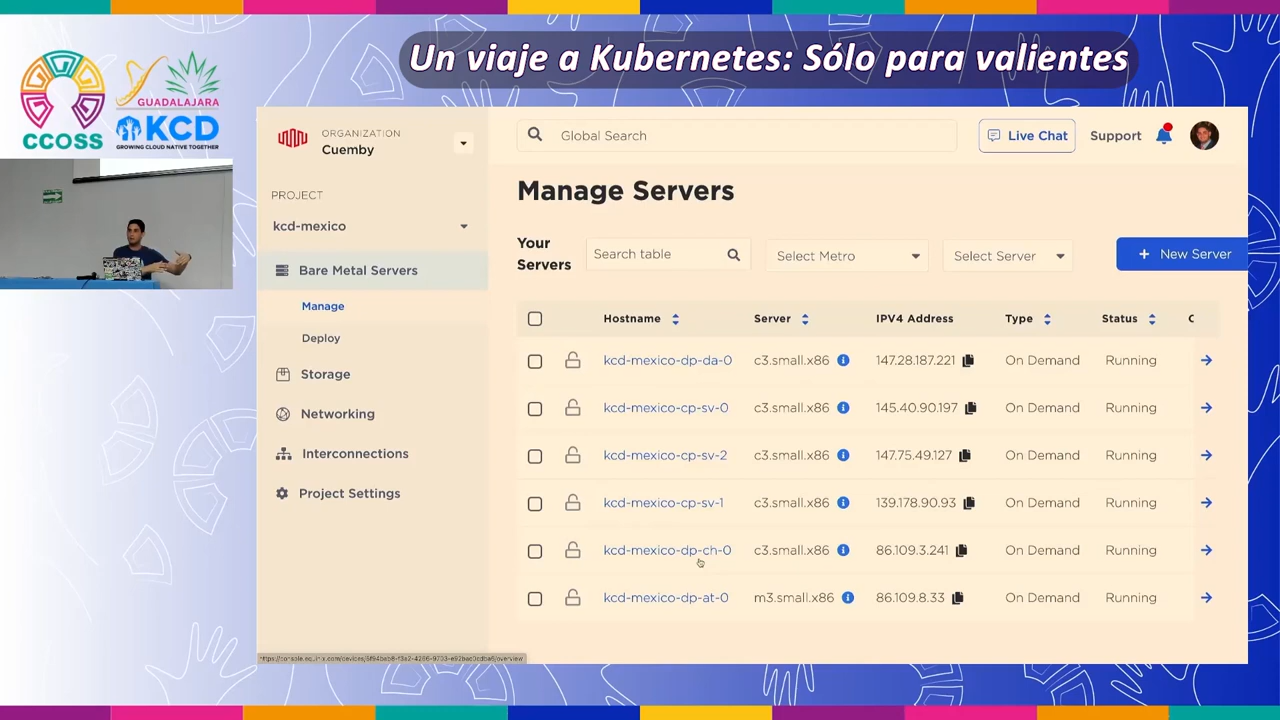 Un viaje a Kubernetes: Sólo para valientes
CCOSS
GUADALAJARA
KCD
GROWING CLOUD NATIVE TOGETHER
ORGANIZATION
Cuemby
Global Search
Live Chat
Support
PROJECT
kcd-mexico
Bare Metal Servers
Manage
Deploy
Storage
Networking
Interconnections
Project Settings
Manage Servers
Your Servers
Search table
Select Metro
Select Server
+ New Server
Hostname Server IPV4 Address Type Status C
kcd-mexico-dp-da-0 c3.small.x86 147.28.187.221 On Demand Running
kcd-mexico-cp-sv-0 c3.small.x86 145.40.90.197 On Demand Running
kcd-mexico-cp-sv-2 c3.small.x86 147.75.49.127 On Demand Running
kcd-mexico-cp-sv-1 c3.small.x86 139.178.90.93 On Demand Running
kcd-mexico-dp-ch-0 c3.small.x86 86.109.3.241 On Demand Running
kcd-mexico-dp-at-0 m3.small.x86 86.109.8.33 On Demand Running